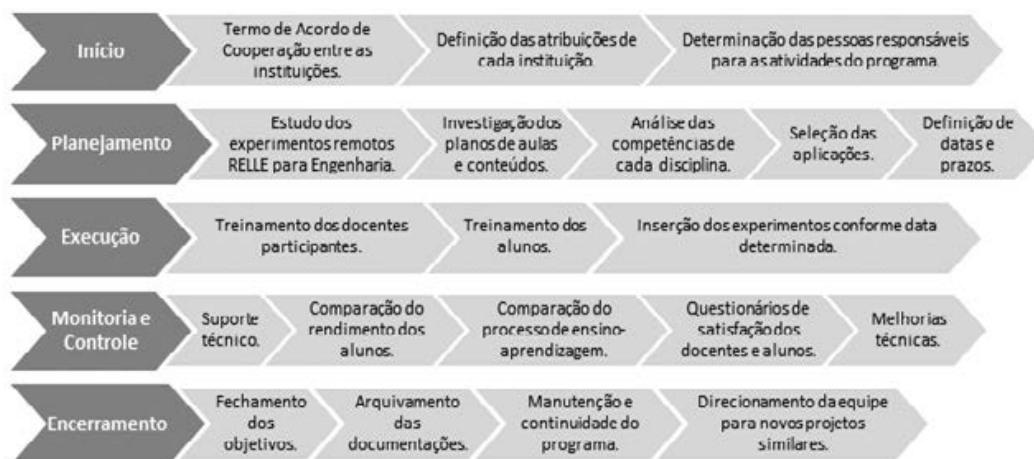 Início
Termo de Acordo de
Cooperação entre as
instituições.
Definição das atribuições de
cada instituição.
Determinação das pessoas responsáveis
para as atividades do programa.
Planejamento
Estudo dos
experimentos remotos
RELLE para Engenharia.
Investigação dos
planos de aulas
e conteúdos.
Análise das
competências de
cada disciplina.
Seleção das
aplicações.
Definição de
datas e
prazos.
Execução
Treinamento dos docentes
participantes.
Treinamento dos
alunos.
Inserção dos experimentos conforme data
determinada.
Monitoria e
Controle
Suporte
técnico.
Comparação do
rendimento dos
alunos.
Comparação do
processo de ensino-
aprendizagem.
Questionários de
satisfação dos
docentes e alunos.
Melhorias
técnicas.
Encerramento
Fechamento
dos
objetivos.
Arquivamento
das
documentações.
Manutenção e
continuidade do
programa.
Direcionamento da equipe
para novos projetos
similares.